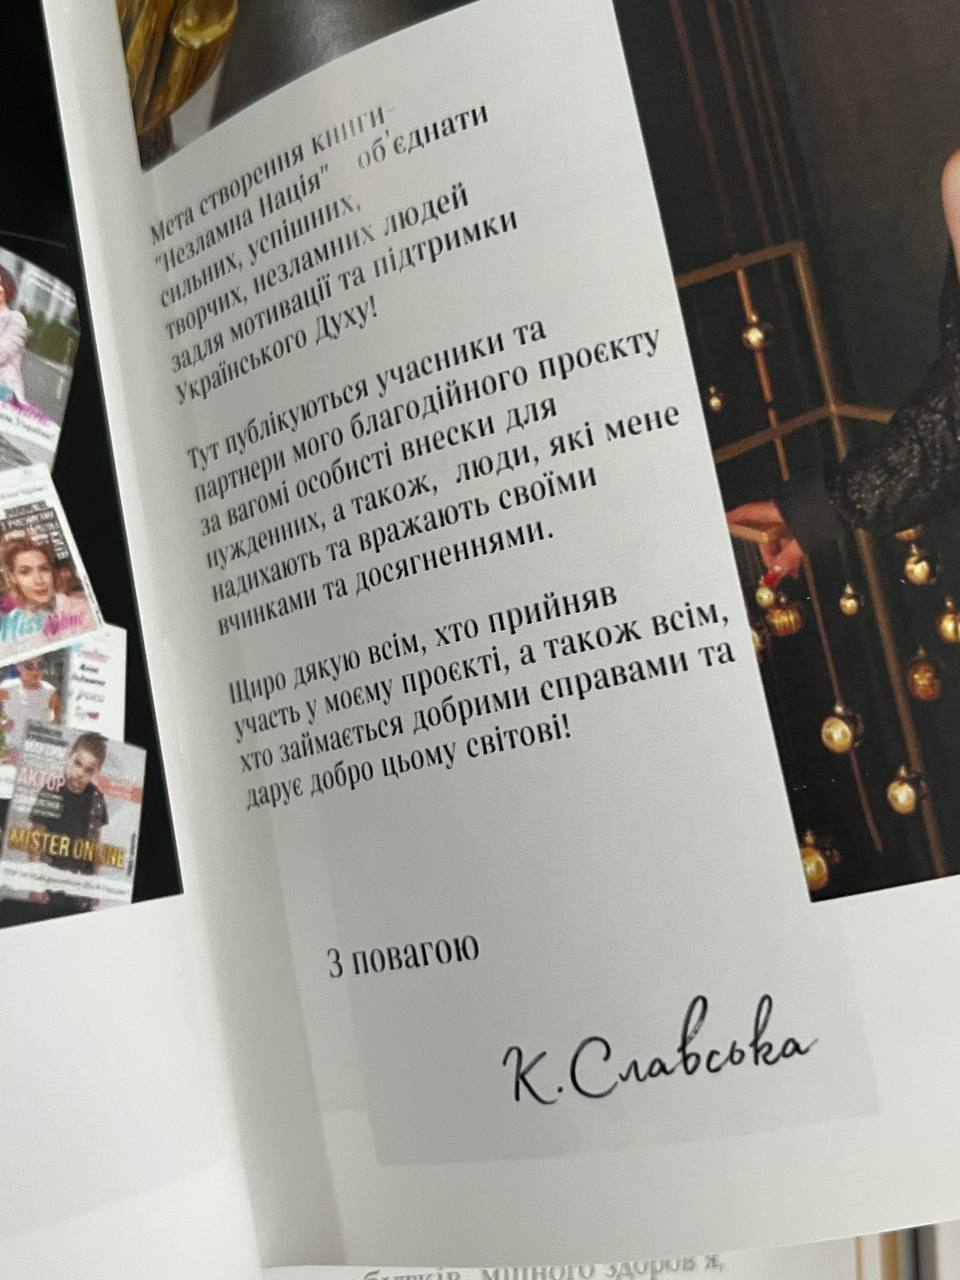 Мета створення книги-
"Незламна Нація" об'єднати
сильних, успішних,
творчих, незламних людей
задля мотивації та підтримки
Українського Духу!
Тут публікуються учасники та
партнери мого благодійного проєкту
за вагомі особисті внески для
нужденних, а також, люди, які мене
надихають та вражають своїми
вчинками та досягненнями.
Щиро дякую всім, хто прийняв
участь у моєму проєкті, а також всім,
хто займається добрими справами та
дарує добро цьому світові!
З повагою
К.Славська
АКТОР
MISTER ONLINE
міцного здоров'я,